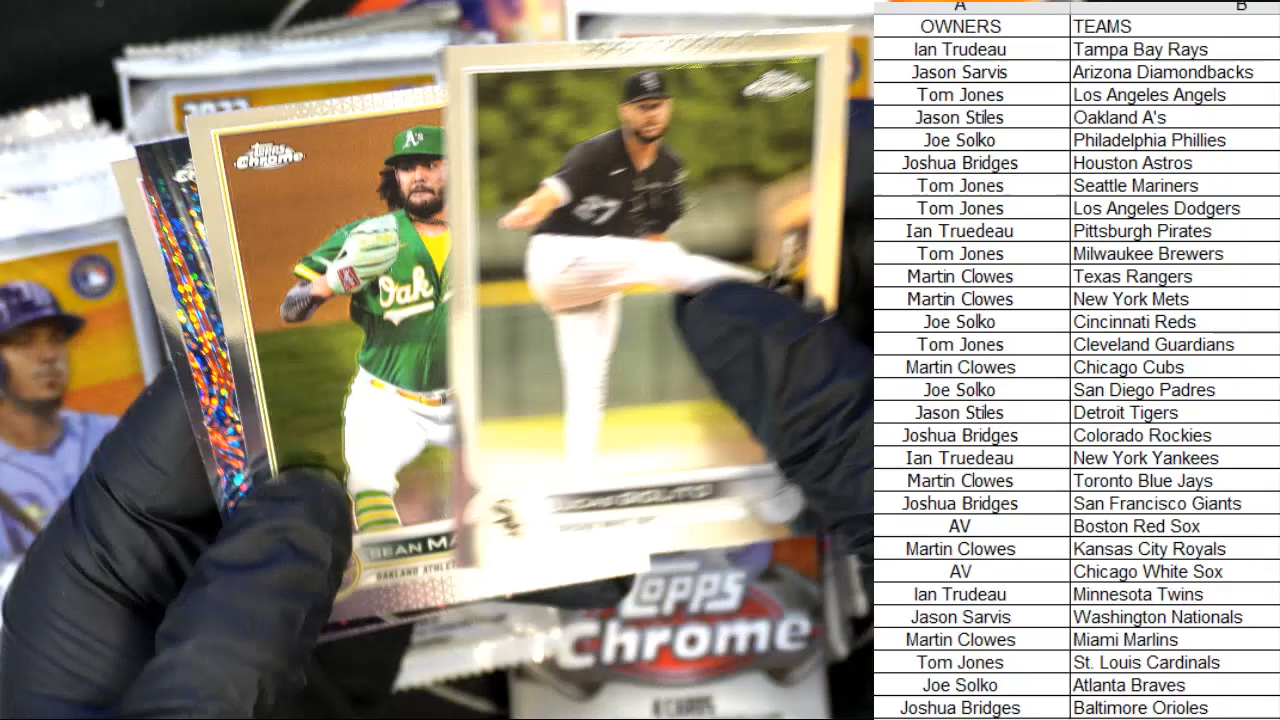 2022
Topps
Chrome
A's
Oak
SEAN MA
OAKLAND ATHLE
27
Topps
Chrome
4 CARDS
A B
OWNERS TEAMS
Ian Trudeau Tampa Bay Rays
Jason Sarvis Arizona Diamondbacks
Tom Jones Los Angeles Angels
Jason Stiles Oakland A's
Joe Solko Philadelphia Phillies
Joshua Bridges Houston Astros
Tom Jones Seattle Mariners
Tom Jones Los Angeles Dodgers
Ian Truedeau Pittsburgh Pirates
Tom Jones Milwaukee Brewers
Martin Clowes Texas Rangers
Martin Clowes New York Mets
Joe Solko Cincinnati Reds
Tom Jones Cleveland Guardians
Martin Clowes Chicago Cubs
Joe Solko San Diego Padres
Jason Stiles Detroit Tigers
Joshua Bridges Colorado Rockies
Ian Truedeau New York Yankees
Martin Clowes Toronto Blue Jays
Joshua Bridges San Francisco Giants
AV Boston Red Sox
Martin Clowes Kansas City Royals
AV Chicago White Sox
Ian Trudeau Minnesota Twins
Jason Sarvis Washington Nationals
Martin Clowes Miami Marlins
Tom Jones St. Louis Cardinals
Joe Solko Atlanta Braves
Joshua Bridges Baltimore Orioles